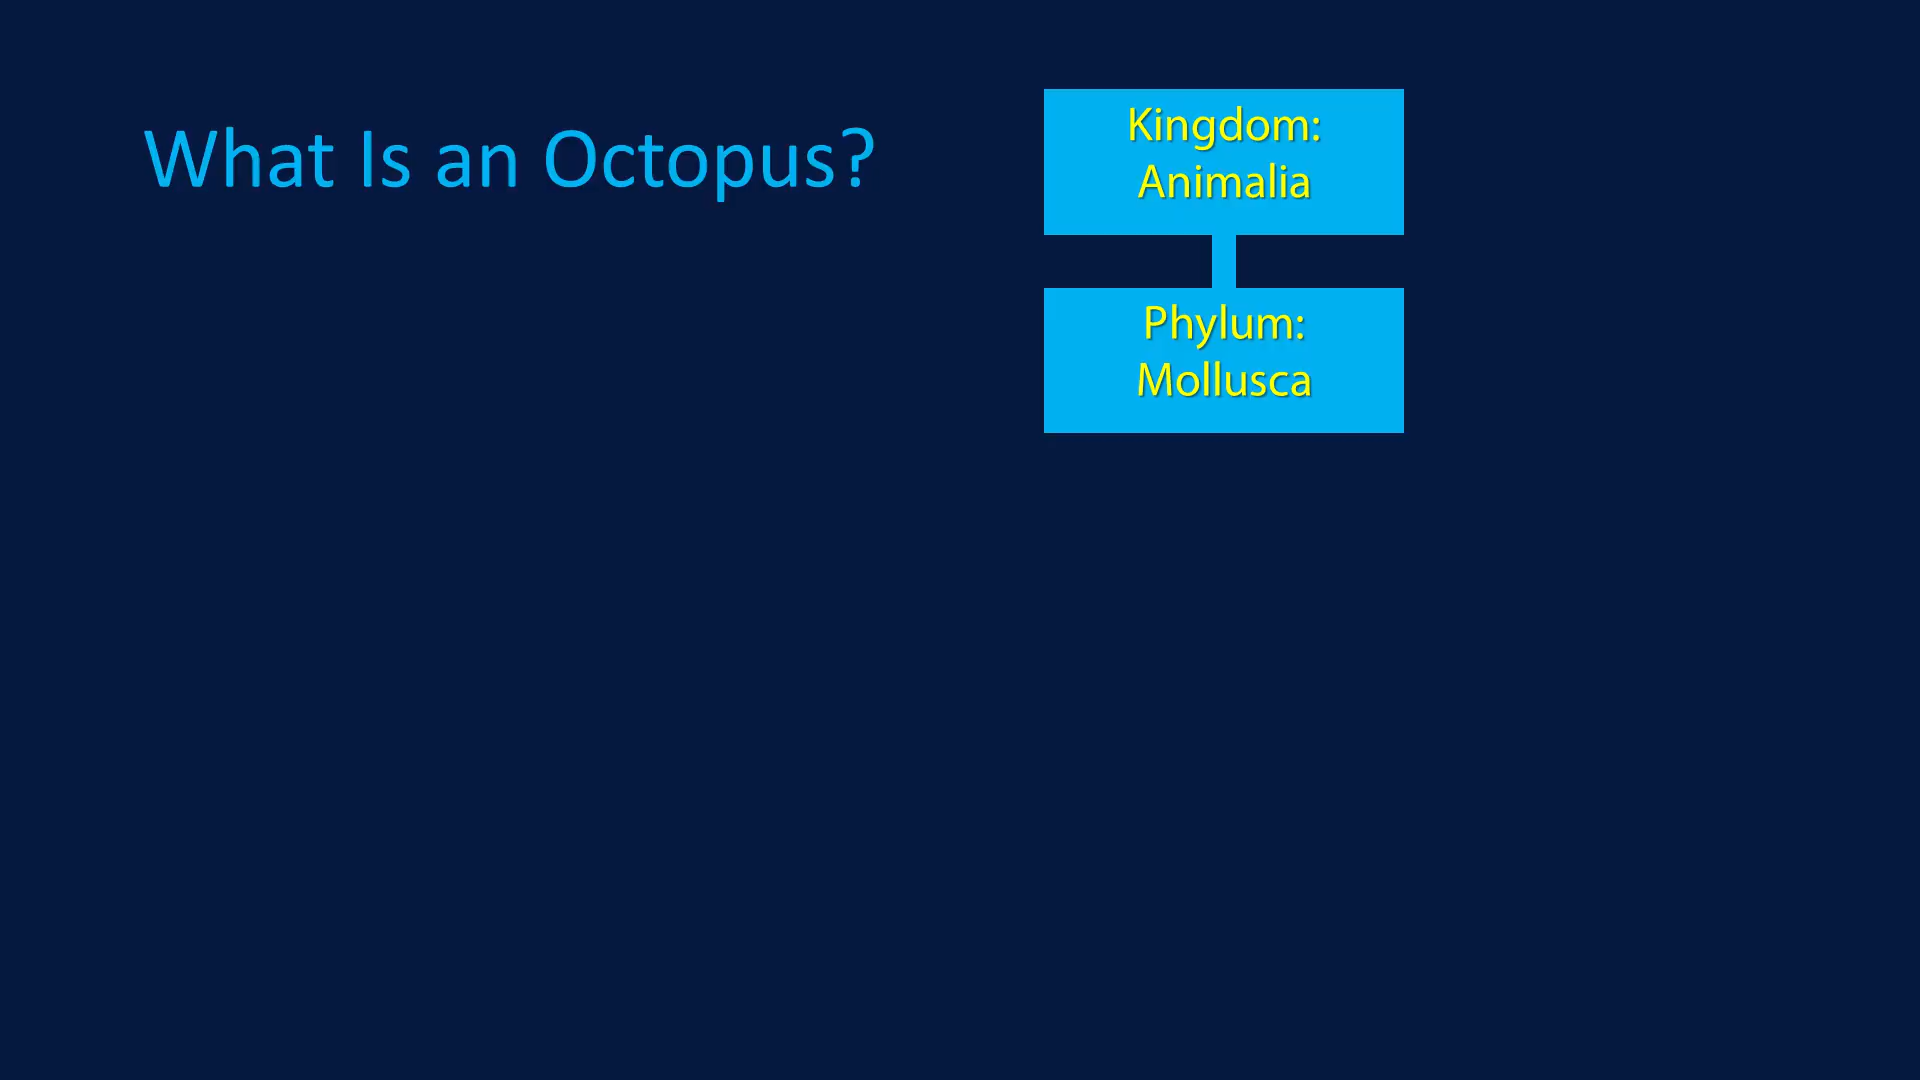 What Is an Octopus?
Kingdom:
Animalia
Phylum:
Mollusca